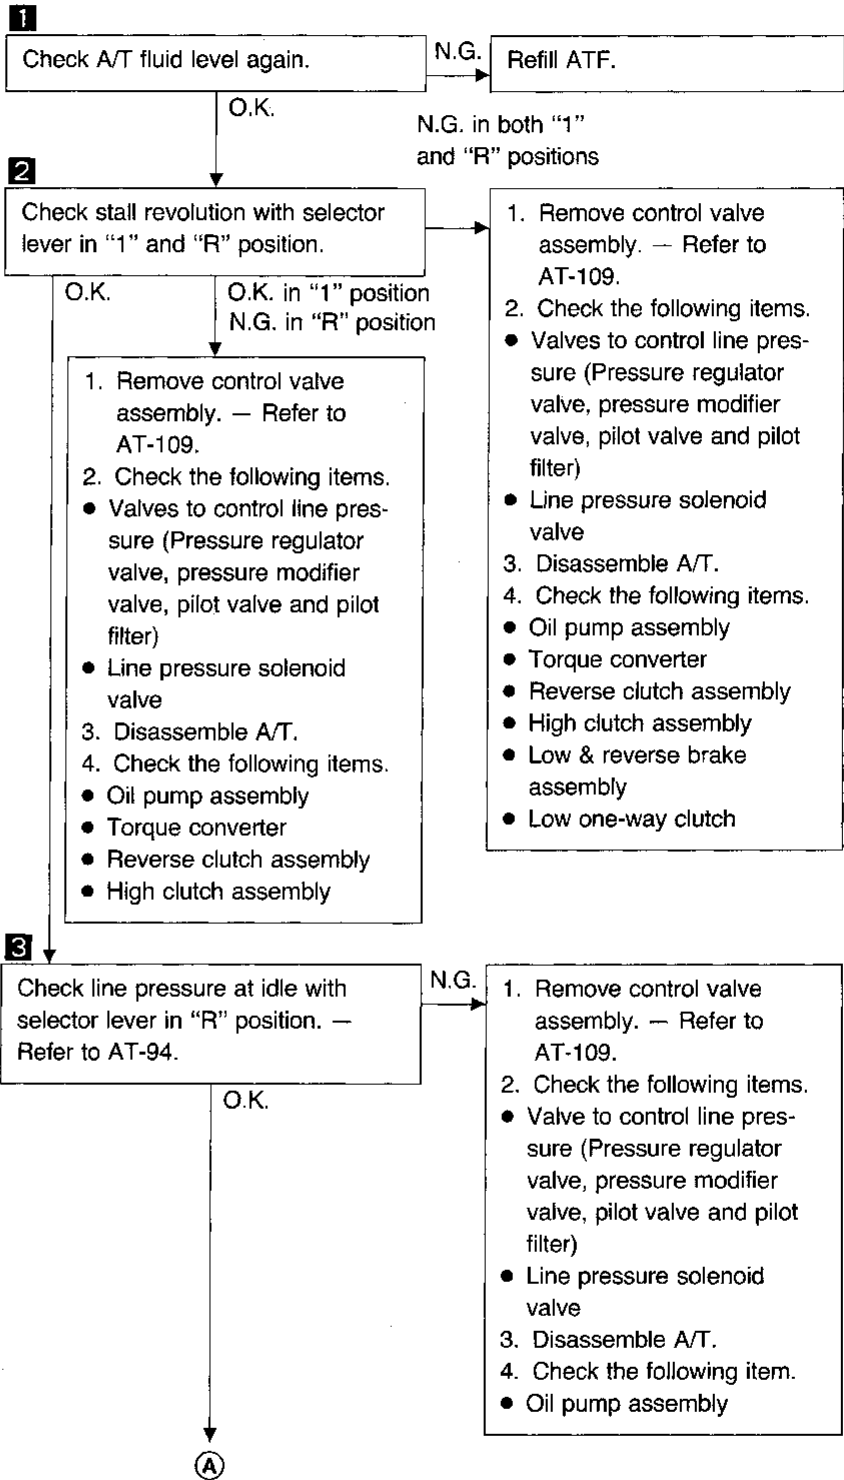 1
Check A/T fluid level again.
N.G.
Refill ATF.
O.K.
N.G. in both “1”
and “R” positions
2
Check stall revolution with selector
lever in “1” and “R” position.
1. Remove control valve
assembly. — Refer to
AT-109.
2. Check the following items.
● Valves to control line pres-
sure (Pressure regulator
valve, pressure modifier
valve, pilot valve and pilot
filter)
● Line pressure solenoid
valve
3. Disassemble A/T.
4. Check the following items.
● Oil pump assembly
● Torque converter
● Reverse clutch assembly
● High clutch assembly
● Low & reverse brake
assembly
● Low one-way clutch
O.K.
O.K. in “1” position
N.G. in “R” position
1. Remove control valve
assembly. — Refer to
AT-109.
2. Check the following items.
● Valves to control line pres-
sure (Pressure regulator
valve, pressure modifier
valve, pilot valve and pilot
filter)
● Line pressure solenoid
valve
3. Disassemble A/T.
4. Check the following items.
● Oil pump assembly
● Torque converter
● Reverse clutch assembly
● High clutch assembly
3
Check line pressure at idle with
selector lever in “R” position. —
Refer to AT-94.
N.G.
1. Remove control valve
assembly. — Refer to
AT-109.
2. Check the following items.
● Valve to control line pres-
sure (Pressure regulator
valve, pressure modifier
valve, pilot valve and pilot
filter)
● Line pressure solenoid
valve
3. Disassemble A/T.
4. Check the following item.
● Oil pump assembly
O.K.
A